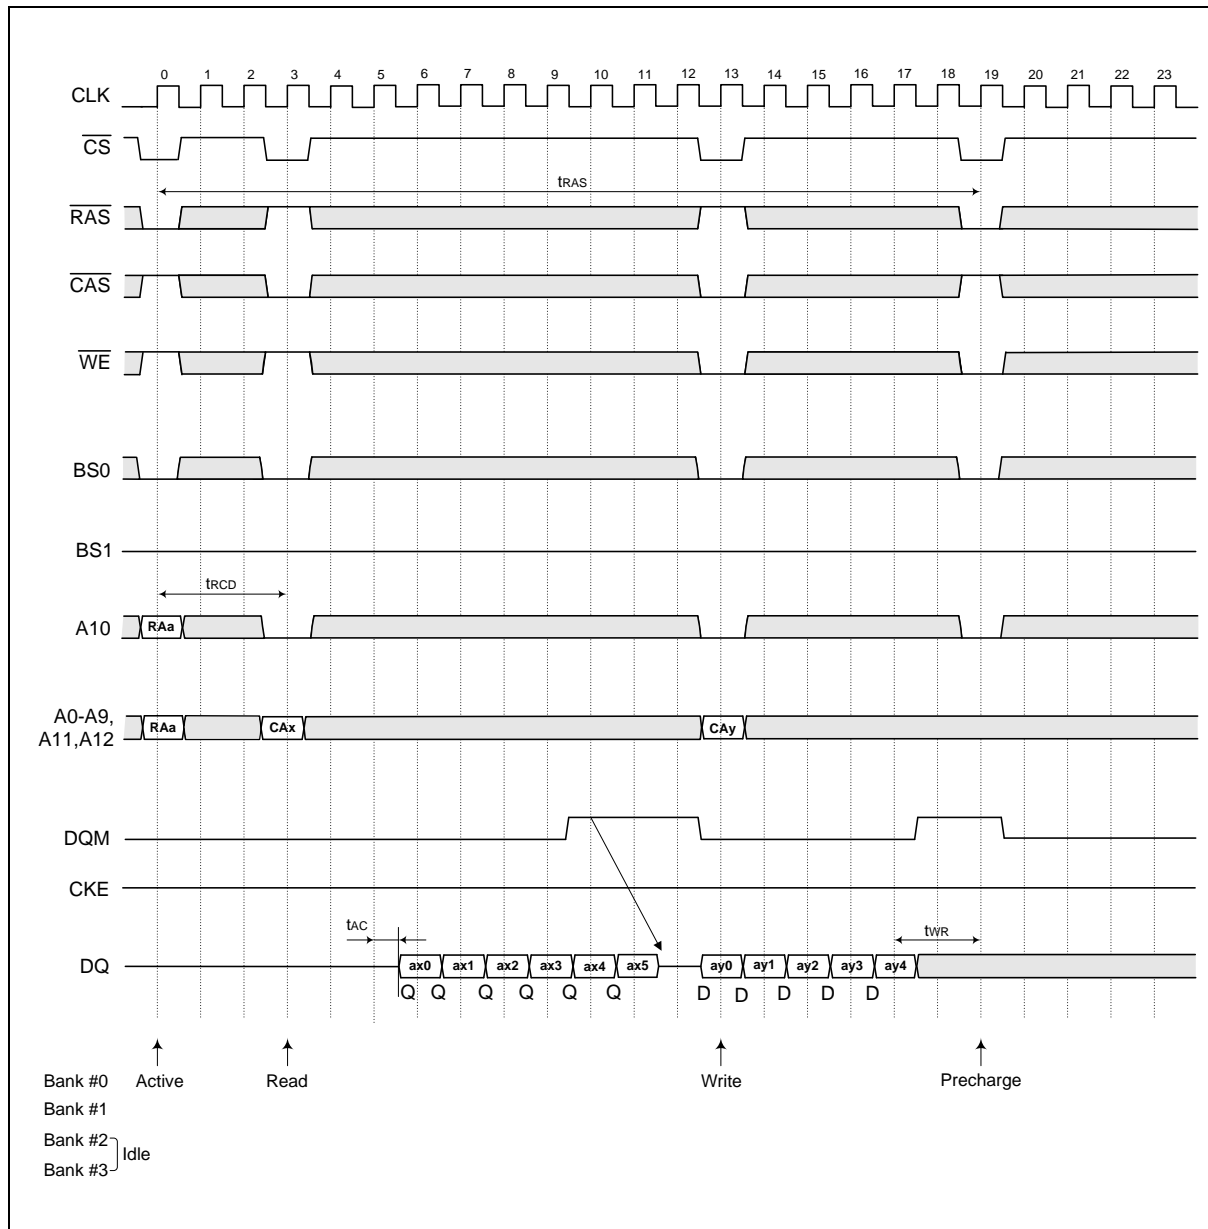 0 1 2 3 4 5 6 7 8 9 10 11 12 13 14 15 16 17 18 19 20 21 22 23
CLK
CS
tRAS
RAS
CAS
WE
BS0
BS1
tRCD
A10 RAa
A0-A9,
A11,A12
RAa CAx CAy
DQM
CKE
tAC tWR
DQ ax0 ax1 ax2 ax3 ax4 ax5 ay0 ay1 ay2 ay3 ay4
Q Q Q Q Q Q D D D D D
Bank #0 Active Read Write Precharge
Bank #1
Bank #2
Idle
Bank #3